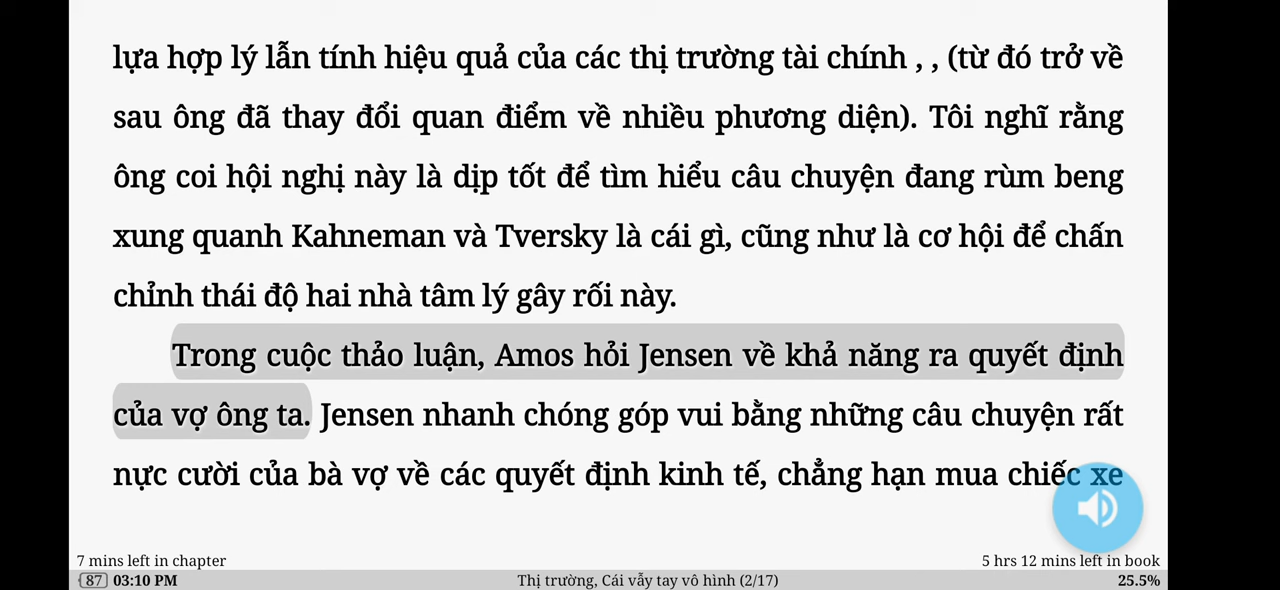 lựa hợp lý lẫn tính hiệu quả của các thị trường tài chính , , (từ đó trở về
sau ông đã thay đổi quan điểm về nhiều phương diện). Tôi nghĩ rằng
ông coi hội nghị này là dịp tốt để tìm hiểu câu chuyện đang rùm beng
xung quanh Kahneman và Tversky là cái gì, cũng như là cơ hội để chấn
chỉnh thái độ hai nhà tâm lý gây rối này.
Trong cuộc thảo luận, Amos hỏi Jensen về khả năng ra quyết định
của vợ ông ta. Jensen nhanh chóng góp vui bằng những câu chuyện rất
nực cười của bà vợ về các quyết định kinh tế, chẳng hạn mua chiếc xe
7 mins left in chapter
5 hrs 12 mins left in book
87 03:10 PM
Thị trường, Cái vẫy tay vô hình (2/17)
25.5%